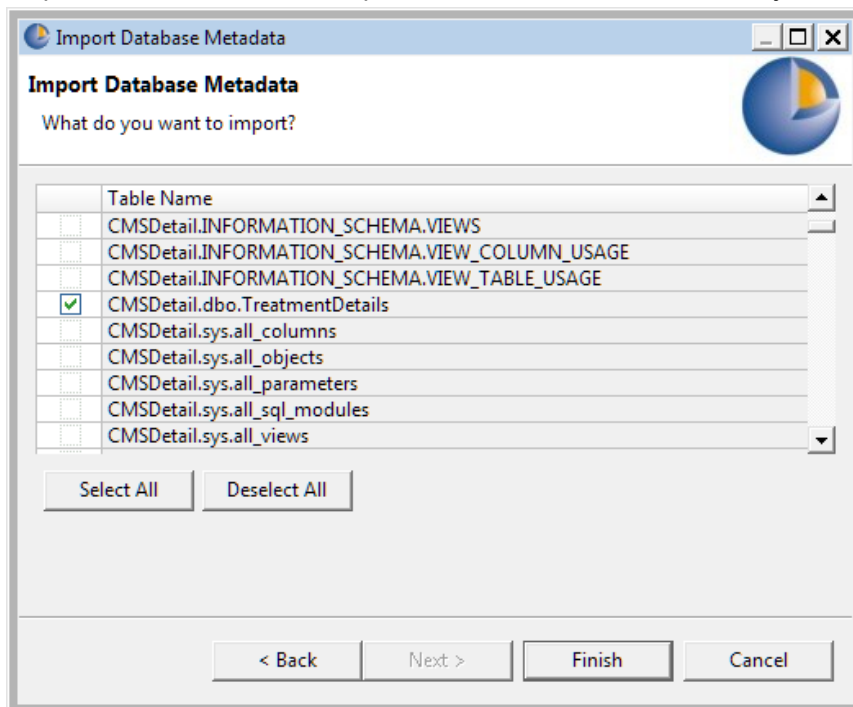 Import Database Metadata
Import Database Metadata
What do you want to import?
Table Name
CMSDetail.INFORMATION_SCHEMA.VIEWS
CMSDetail.INFORMATION_SCHEMA.VIEW_COLUMN_USAGE
CMSDetail.INFORMATION_SCHEMA.VIEW_TABLE_USAGE
CMSDetail.dbo.TreatmentDetails
CMSDetail.sys.all_columns
CMSDetail.sys.all_objects
CMSDetail.sys.all_parameters
CMSDetail.sys.all_sql_modules
CMSDetail.sys.all_views
Select All Deselect All
< Back Next > Finish Cancel